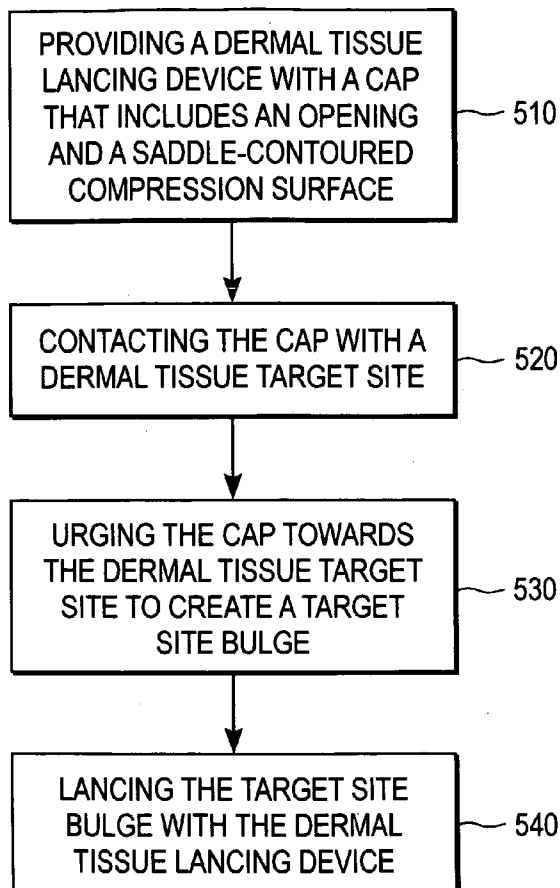 PROVIDING A DERMAL TISSUE
LANCING DEVICE WITH A CAP
THAT INCLUDES AN OPENING
AND A SADDLE-CONTOURED
COMPRESSION SURFACE
510
CONTACTING THE CAP WITH A
DERMAL TISSUE TARGET SITE
520
URGING THE CAP TOWARDS
THE DERMAL TISSUE TARGET
SITE TO CREATE A TARGET
SITE BULGE
530
LANCING THE TARGET SITE
BULGE WITH THE DERMAL
TISSUE LANCING DEVICE
540